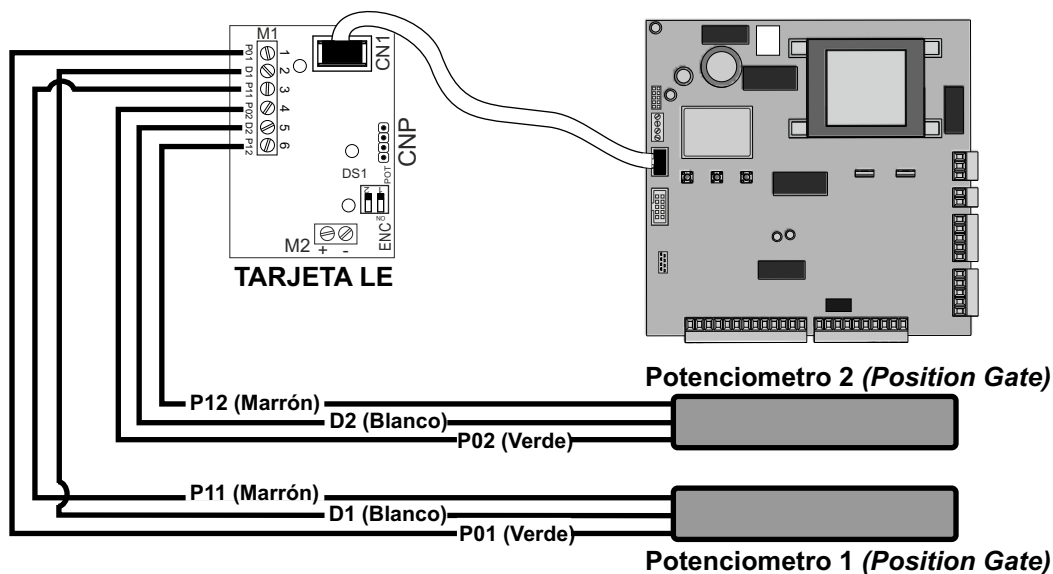 M1
CN1
P01 1
D1 2
P11 3
P02 4
D2 5
P12 6
CNP
POT
DS1
ENC
NO
M2
+ -
TARJETA LE
Potenciometro 2 (Position Gate)
P12 (Marrón)
D2 (Blanco)
P02 (Verde)
P11 (Marrón)
D1 (Blanco)
P01 (Verde)
Potenciometro 1 (Position Gate)